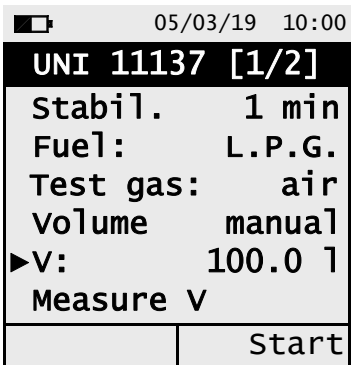 05/03/19 10:00
UNI 11137 [1/2]
Stabil. 1 min
Fuel: L.P.G.
Test gas: air
Volume manual
V: 100.0 l
Measure V
Start